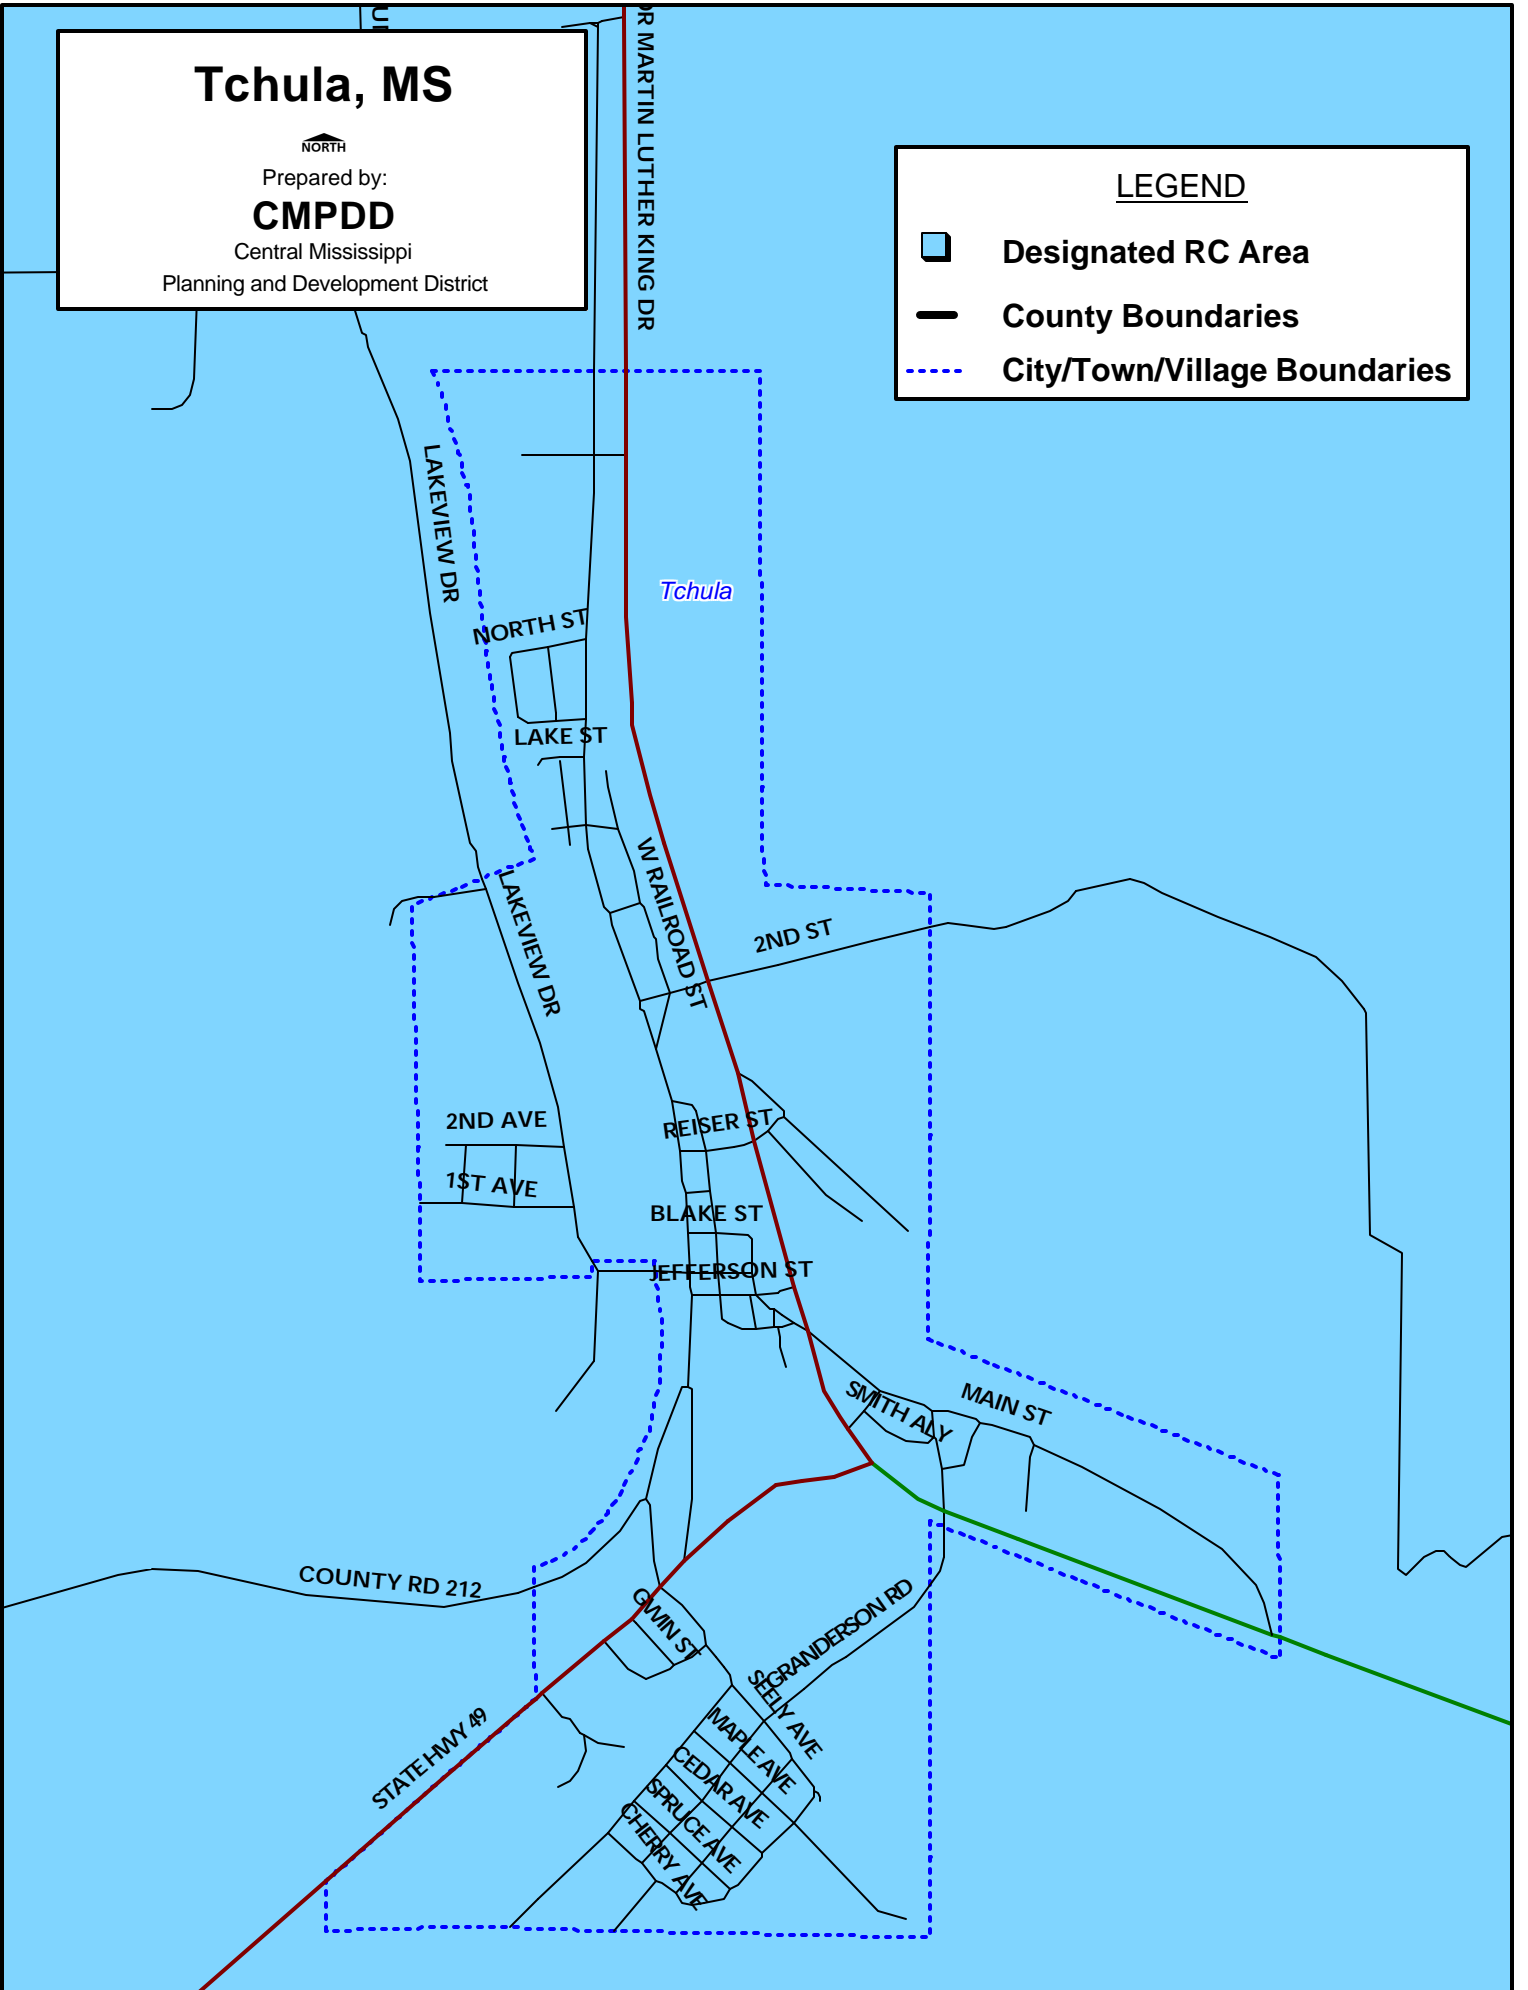 Tchula, MS
NORTH
Prepared by:
CMPDD
Central Mississippi
Planning and Development District
LEGEND
Designated RC Area
County Boundaries
City/Town/Village Boundaries
DR MARTIN LUTHER KING DR
LAKEVIEW DR
Tchula
NORTH ST
LAKE ST
W RAILROAD ST
LAKEVIEW DR
2ND ST
2ND AVE
REISER ST
1ST AVE
BLAKE ST
JEFFERSON ST
SMITH ALY
MAIN ST
COUNTY RD 212
GWIN ST
GRANDERSON RD
SEELY AVE
STATE HWY 49
MAPLE AVE
CEDAR AVE
SPRUCE AVE
CHERRY AVE